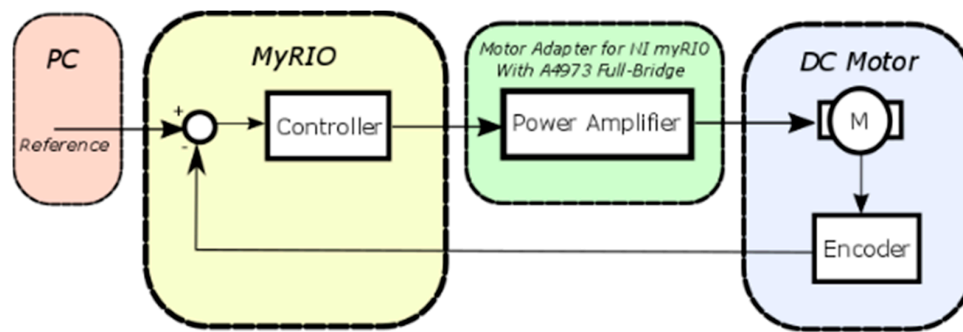 PC
Reference
MyRIO
+
-
Controller
Motor Adapter for NI myRIO
With A4973 Full-Bridge
Power Amplifier
DC Motor
M
Encoder